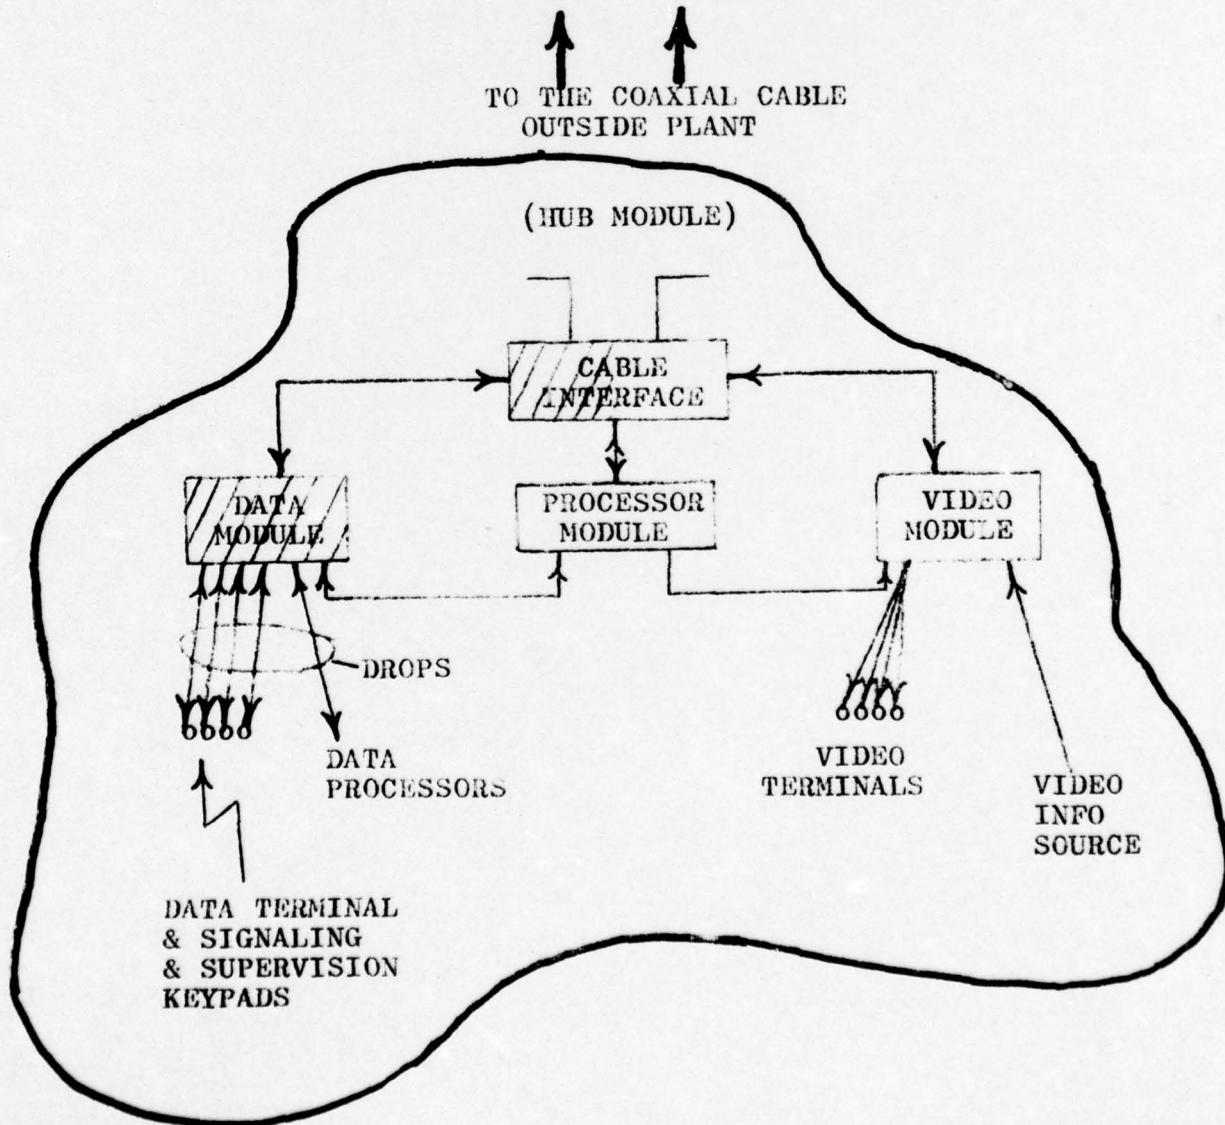 TO THE COAXIAL CABLE
OUTSIDE PLANT
(HUB MODULE)
CABLE
INTERFACE
DATA
MODULE
PROCESSOR
MODULE
VIDEO
MODULE
DROPS
DATA
PROCESSORS
VIDEO
TERMINALS
VIDEO
INFO
SOURCE
DATA TERMINAL
& SIGNALING
& SUPERVISION
KEYPADS